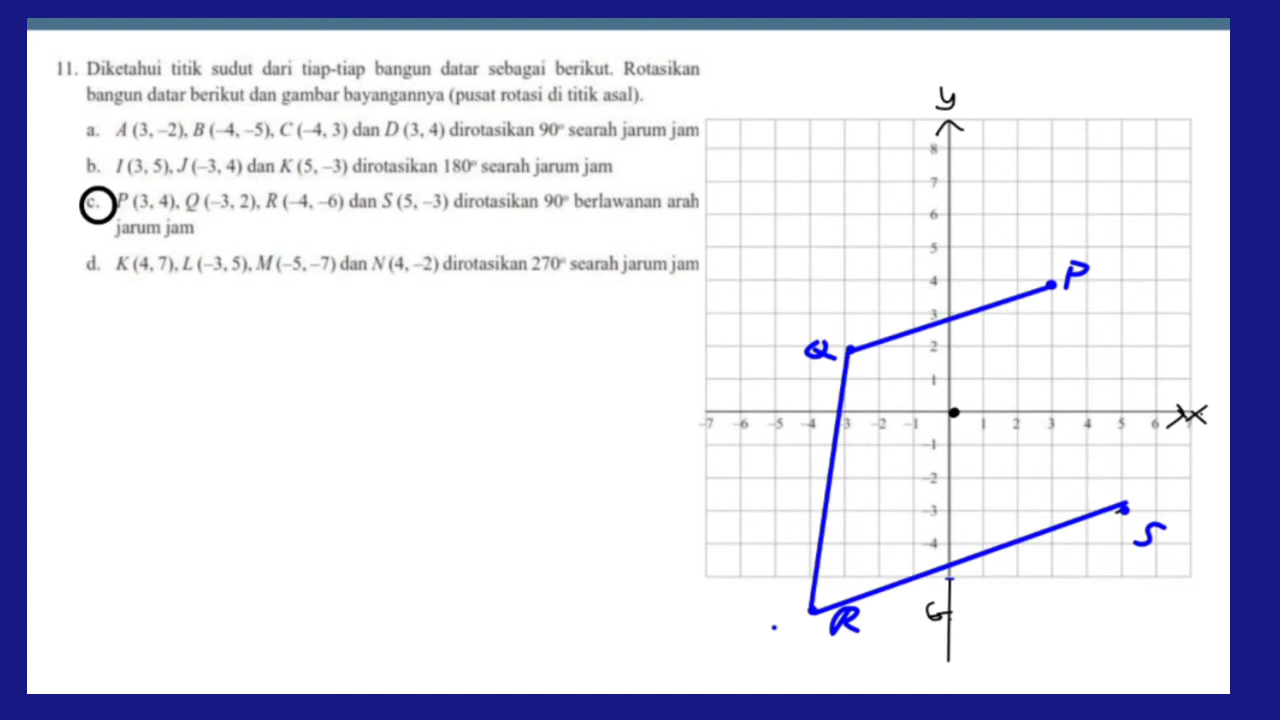 11. Diketahui titik sudut dari tiap-tiap bangun datar sebagai berikut. Rotasikan
bangun datar berikut dan gambar bayangannya (pusat rotasi di titik asal).
a. A (3, –2), B (–4, –5), C (–4, 3) dan D (3, 4) dirotasikan 90° searah jarum jam
b. I (3, 5), J (–3, 4) dan K (5, –3) dirotasikan 180° searah jarum jam
c. P (3, 4), Q (–3, 2), R (–4, –6) dan S (5, –3) dirotasikan 90° berlawanan arah
jarum jam
d. K (4, 7), L (–3, 5), M (–5, –7) dan N (4, –2) dirotasikan 270° searah jarum jam
y
8
7
6
5
4
P
3
Q
2
1
–7 –6 –5 –4 –3 –2 –1 1 2 3 4 5 6
x
–1
–2
–3
S
–4
R